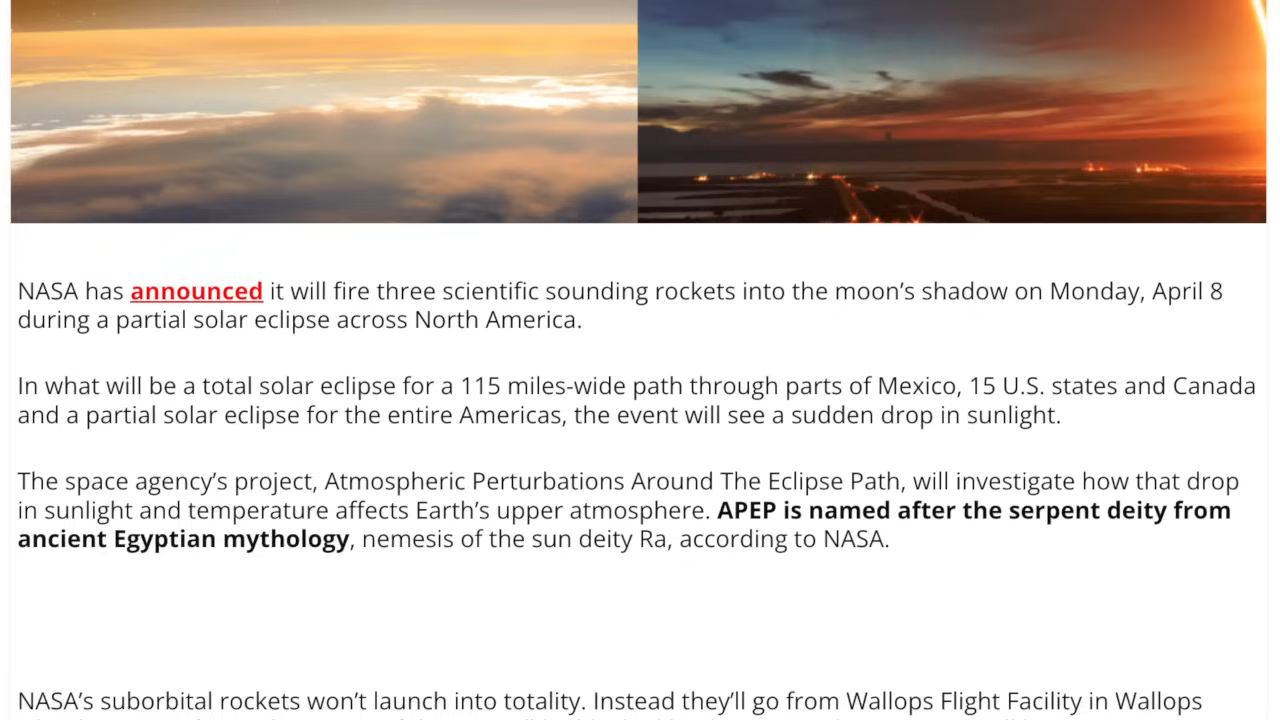 NASA has announced it will fire three scientific sounding rockets into the moon’s shadow on Monday, April 8
during a partial solar eclipse across North America.
In what will be a total solar eclipse for a 115 miles-wide path through parts of Mexico, 15 U.S. states and Canada
and a partial solar eclipse for the entire Americas, the event will see a sudden drop in sunlight.
The space agency’s project, Atmospheric Perturbations Around The Eclipse Path, will investigate how that drop
in sunlight and temperature affects Earth’s upper atmosphere. APEP is named after the serpent deity from
ancient Egyptian mythology, nemesis of the sun deity Ra, according to NASA.
NASA’s suborbital rockets won’t launch into totality. Instead they’ll go from Wallops Flight Facility in Wallops